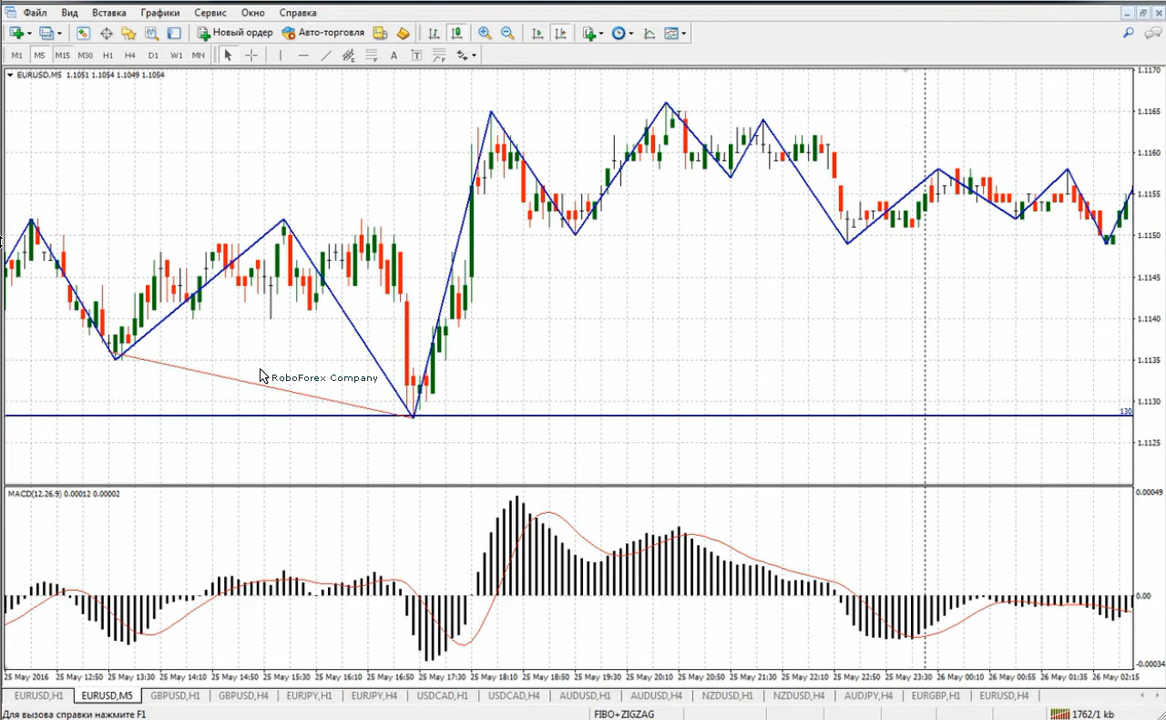 Файл Вид Вставка Графики Сервис Окно Справка
Новый ордер Авто-торговля
M1 M5 M15 M30 H1 H4 D1 W1 MN A T
EURUSD,M5 1.1051 1.1054 1.1049 1.1054
1.1170
1.1165
1.1160
1.1155
1.1150
1.1145
1.1140
1.1135
RoboForex Company
1.1130
130
1.1125
MACD(12,26,9) 0.00012 0.00002
0.00049
0.00
-0.00034
25 May 2016 25 May 12:50 25 May 13:30 25 May 14:10 25 May 14:50 25 May 15:30 25 May 16:10 25 May 16:50 25 May 17:30 25 May 18:10 25 May 18:50 25 May 19:30 25 May 20:10 25 May 20:50 25 May 21:30 25 May 22:10 25 May 22:50 25 May 23:30 26 May 00:10 26 May 00:55 26 May 01:35 26 May 02:15
EURUSD,H1 EURUSD,M5 GBPUSD,H1 GBPUSD,H4 EURJPY,H1 EURJPY,H4 USDCAD,H1 USDCAD,H4 AUDUSD,H1 AUDUSD,H4 NZDUSD,H1 NZDUSD,H4 AUDJPY,H4 EURGBP,H1 EURUSD,H4
Для вызова справки нажмите F1 FIBO+ZIGZAG 1762/1 kb